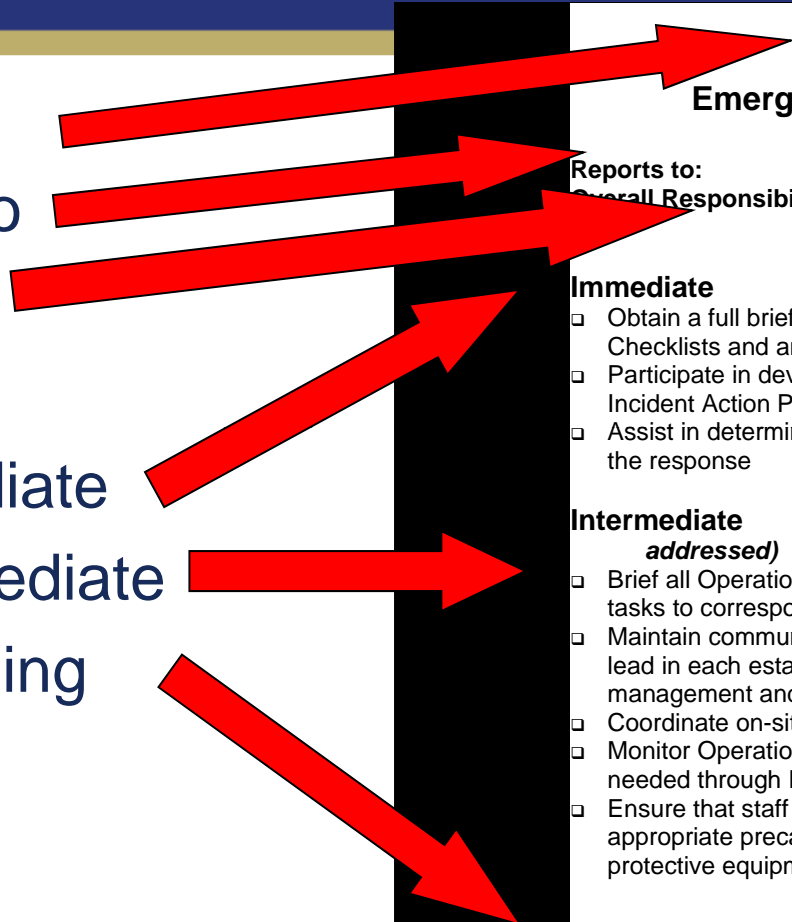 o
diate
ediate
ing
Emerg
Reports to:
Overall Responsibi
Immediate
❑ Obtain a full brief
Checklists and ar
❑ Participate in dev
Incident Action P
❑ Assist in determi
the response
Intermediate
addressed)
❑ Brief all Operatio
tasks to correspo
❑ Maintain commu
lead in each esta
management and
❑ Coordinate on-sit
❑ Monitor Operatio
needed through
❑ Ensure that staff
appropriate preca
protective equipm